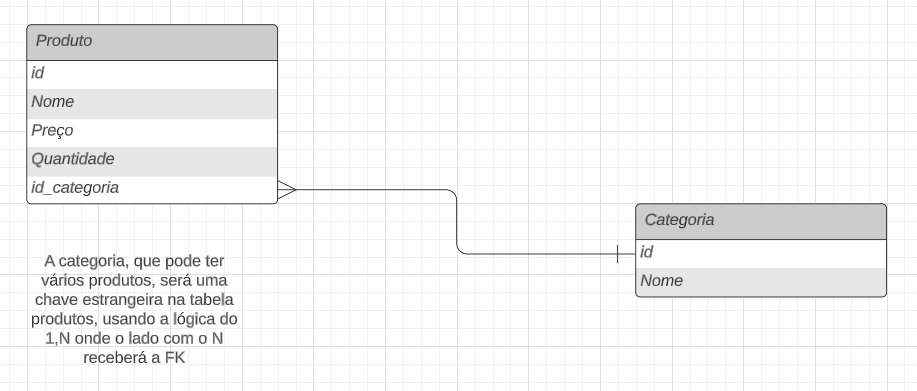 Produto
id
Nome
Preço
Quantidade
id_categoria
Categoria
id
Nome
A categoria, que pode ter
vários produtos, será uma
chave estrangeira na tabela
produtos, usando a lógica do
1,N onde o lado com o N
receberá a FK